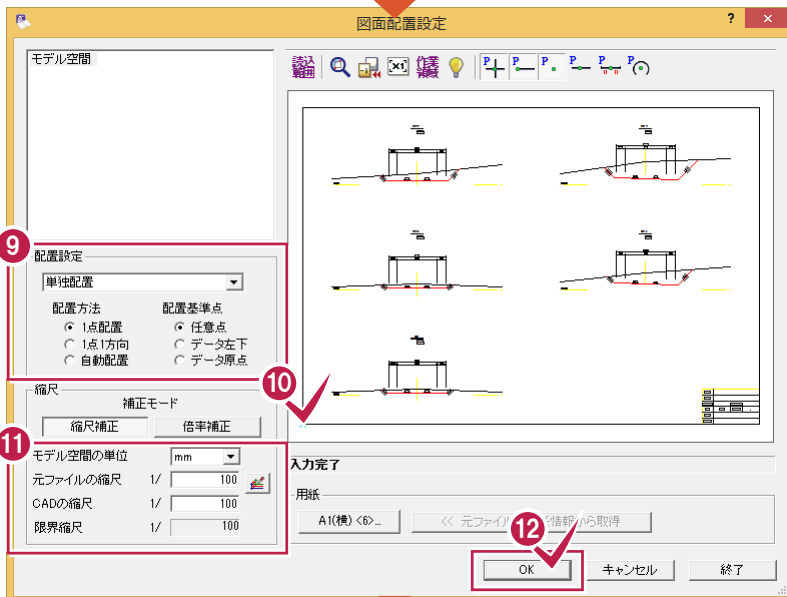 図面配置設定
? ×
モデル空間
読込範囲 ×1 作業領域 P P P P P P
⑨
配置設定
単独配置
配置方法 配置基準点
1点配置 任意点
1点1方向 データ左下
自動配置 データ原点
⑩
縮尺
補正モード
縮尺補正 倍率補正
⑪
モデル空間の単位 mm
元ファイルの縮尺 1/ 100
CADの縮尺 1/ 100
限界縮尺 1/ 100
入力完了
用紙
A1(横) <6>_ << 元ファイル 情報から取得
⑫
OK キャンセル 終了